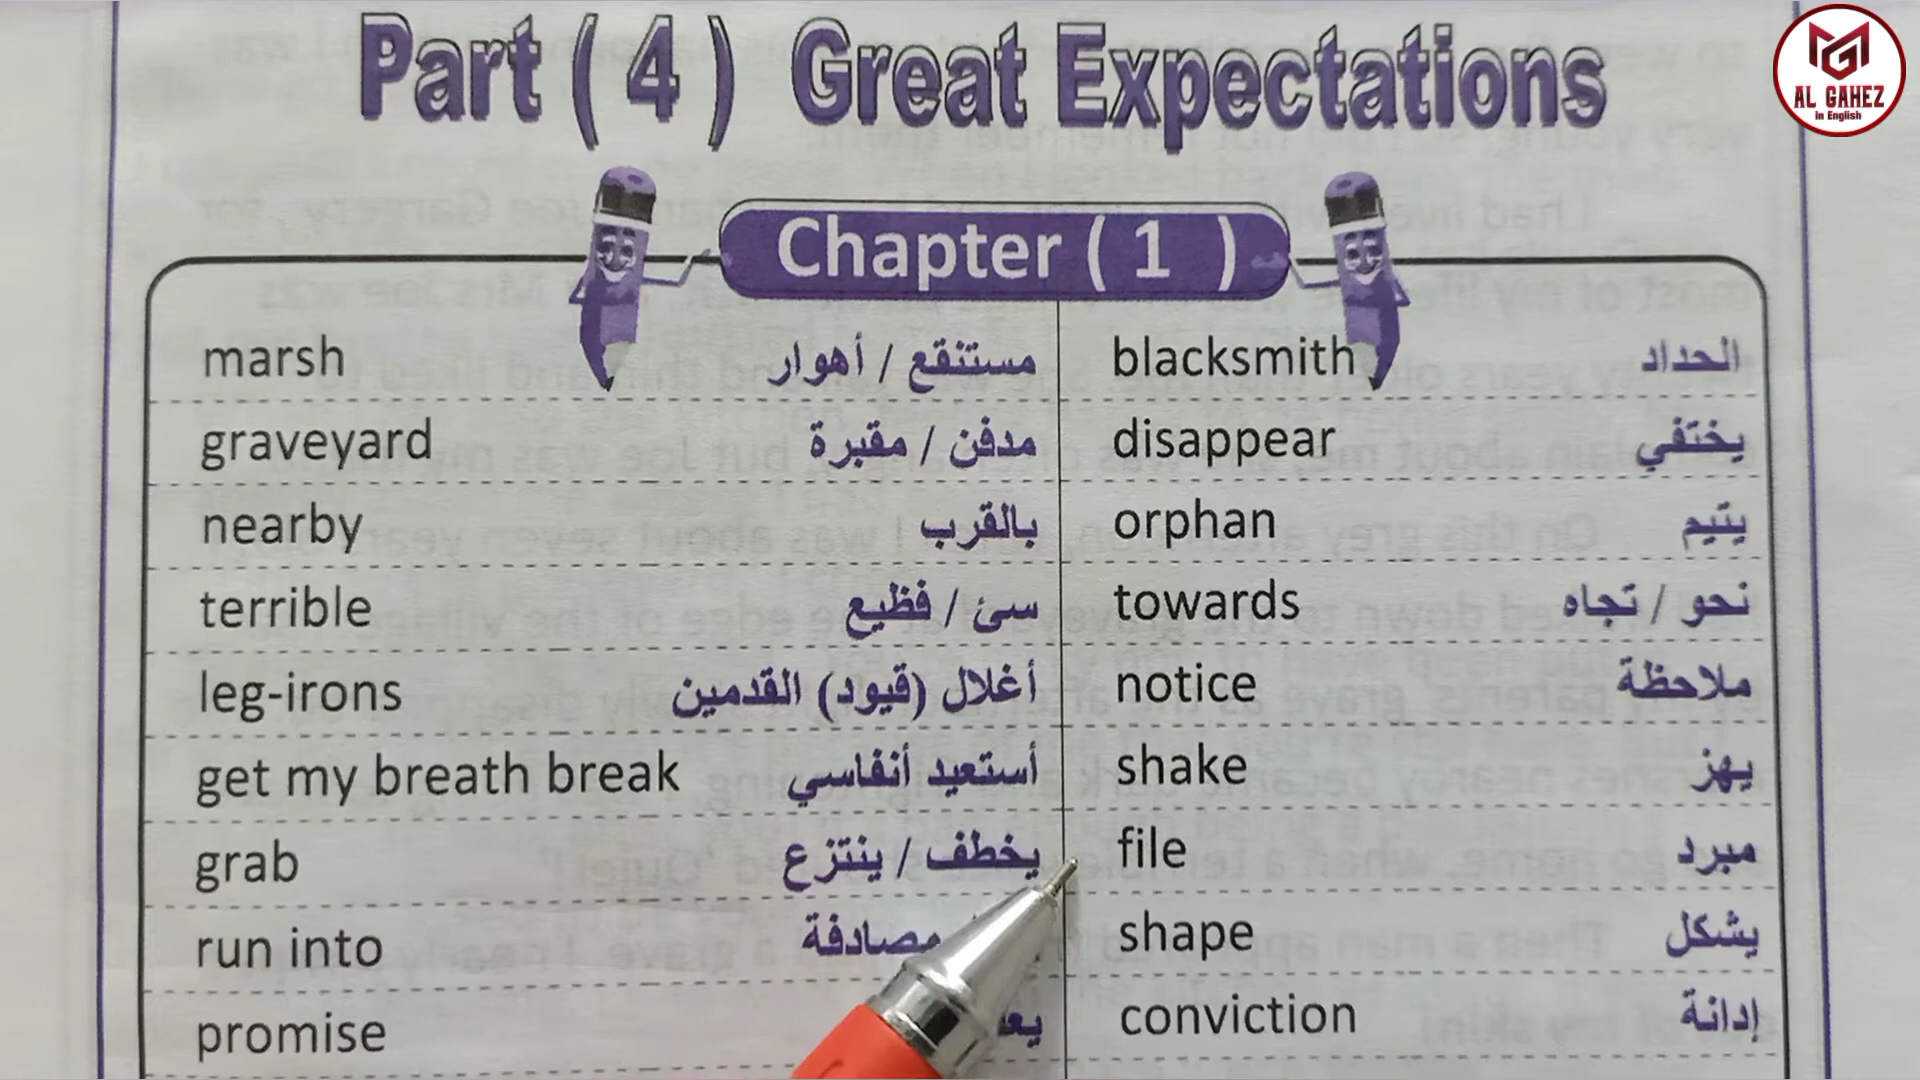 Part ( 4 ) Great Expectations
AL GAHEZ
in English
Chapter ( 1 )
marsh مستنقع / أهوار blacksmith الحداد
graveyard مدفن / مقبرة disappear يختفي
nearby بالقرب orphan يتيم
terrible سئ / فظيع towards نحو / تجاه
leg-irons أغلال (قيود) القدمين notice ملاحظة
get my breath break أستعيد أنفاسي shake يهز
grab يخطف / ينتزع file مبرد
run into مصادفة shape يشكل
promise conviction إدانة